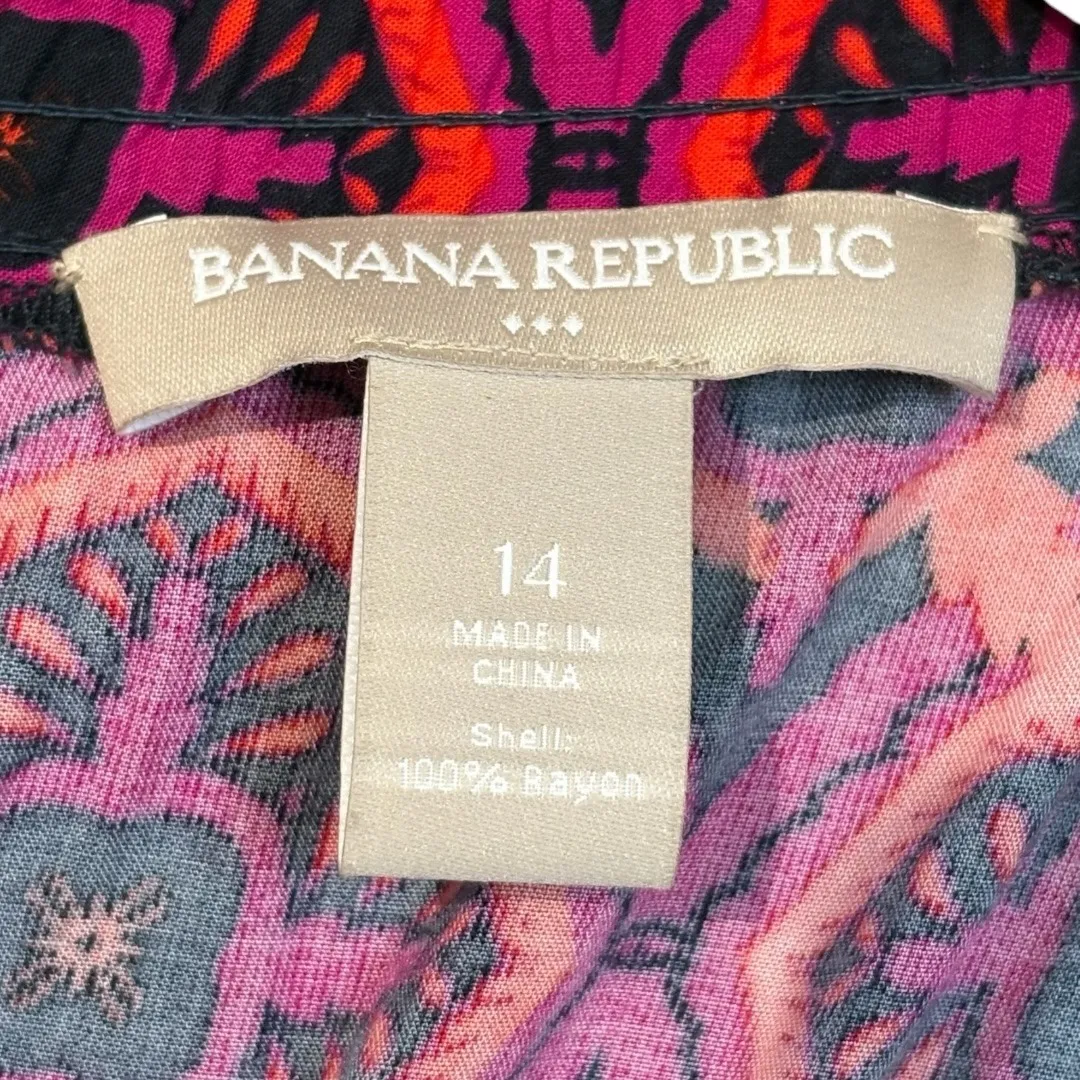 BANANA REPUBLIC
14
MADE IN
CHINA
Shell:
100% Rayon